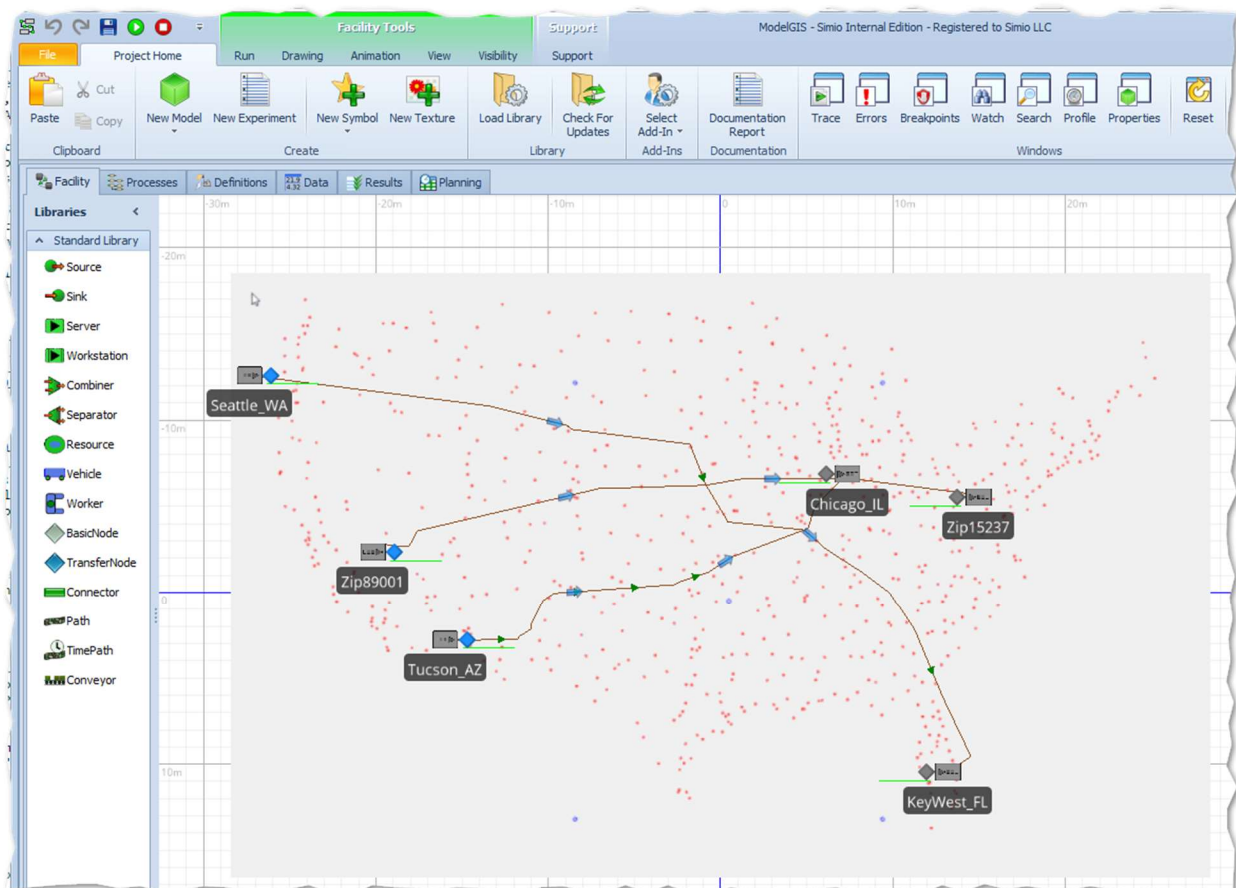 Facility Tools
Support
ModelGIS - Simio Internal Edition - Registered to Simio LLC
File
Project Home
Run
Drawing
Animation
View
Visibility
Support
Paste
Cut
Copy
New Model
New Experiment
New Symbol
New Texture
Load Library
Check For
Updates
Select
Add-In
Documentation
Report
Trace
Errors
Breakpoints
Watch
Search
Profile
Properties
Reset
Clipboard
Create
Library
Add-Ins
Documentation
Windows
Facility
Processes
Definitions
Data
Results
Planning
Libraries
Standard Library
Source
Sink
Server
Workstation
Combiner
Separator
Resource
Vehicle
Worker
BasicNode
TransferNode
Connector
Path
TimePath
Conveyor
-30m
-20m
-10m
0
10m
20m
-20m
-10m
0
10m
Seattle_WA
Chicago_IL
Zip15237
Zip89001
Tucson_AZ
KeyWest_FL